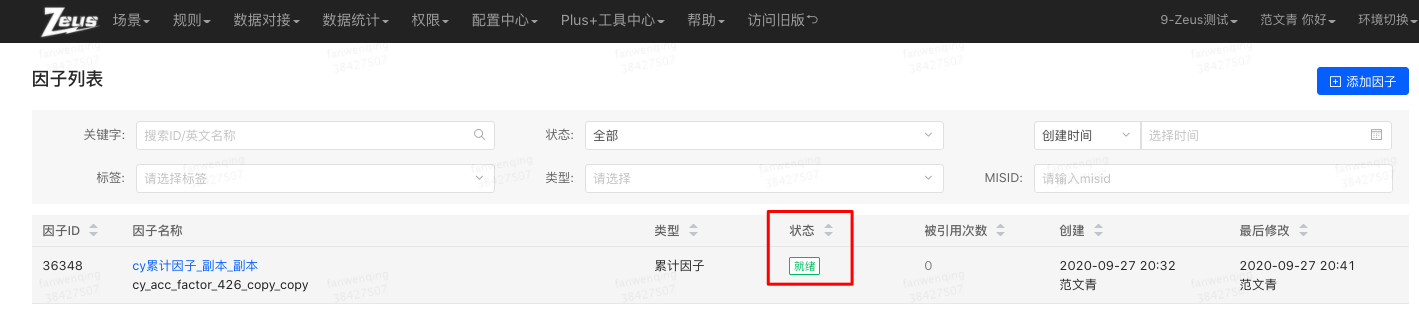 Zeus 场景 规则 数据对接 数据统计 权限 配置中心 Plus+工具中心 帮助 访问旧版 9-Zeus测试 范文青 你好 环境切换
因子列表 添加因子
关键字: 搜索ID/英文名称 状态: 全部 创建时间 选择时间
标签: 请选择标签 类型: 请选择 MISID: 请输入misid
因子ID 因子名称 类型 状态 被引用次数 创建 最后修改
36348 cy累计因子_副本_副本 累计因子 就绪 0 2020-09-27 20:32 2020-09-27 20:41
cy_acc_factor_426_copy_copy 范文青 范文青
fanwenqing
38427507